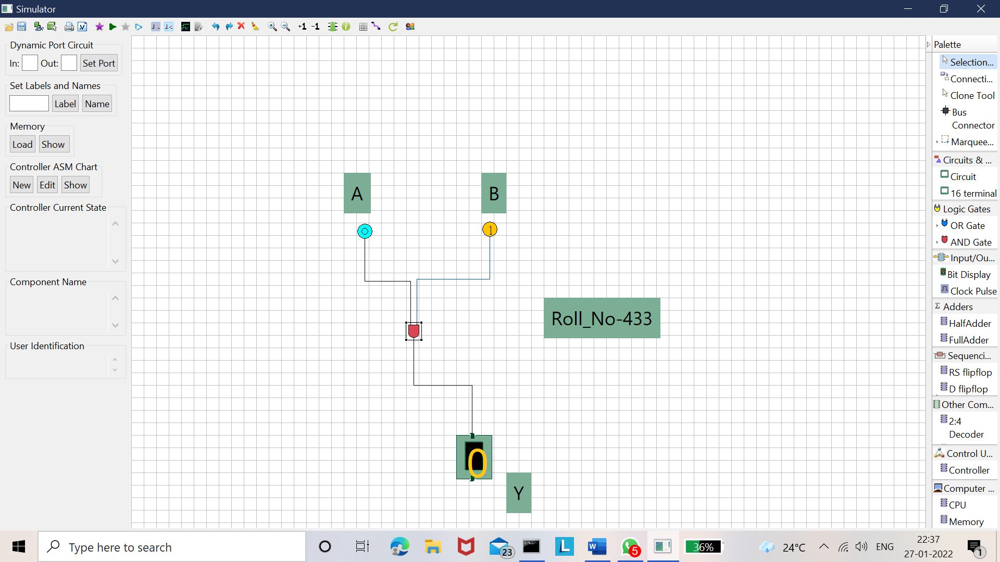 Simulator
+1 -1
Dynamic Port Circuit
In: Out: Set Port
Set Labels and Names
Label Name
Memory
Load Show
Controller ASM Chart
New Edit Show
Controller Current State
Component Name
User Identification
A
B
0
1
Roll_No-433
0
Y
Palette
Selection...
Connecti...
Clone Tool
Bus
Connector
Marquee...
Circuits & ...
Circuit
16 terminal
Logic Gates
OR Gate
AND Gate
Input/Ou...
Bit Display
Clock Pulse
Adders
HalfAdder
FullAdder
Sequenci...
RS flipflop
D flipflop
Other Com...
2:4
Decoder
Control U...
Controller
Computer ...
CPU
Memory
Type here to search
23
L
W
5
36%
24°C
ENG
22:37
27-01-2022
1